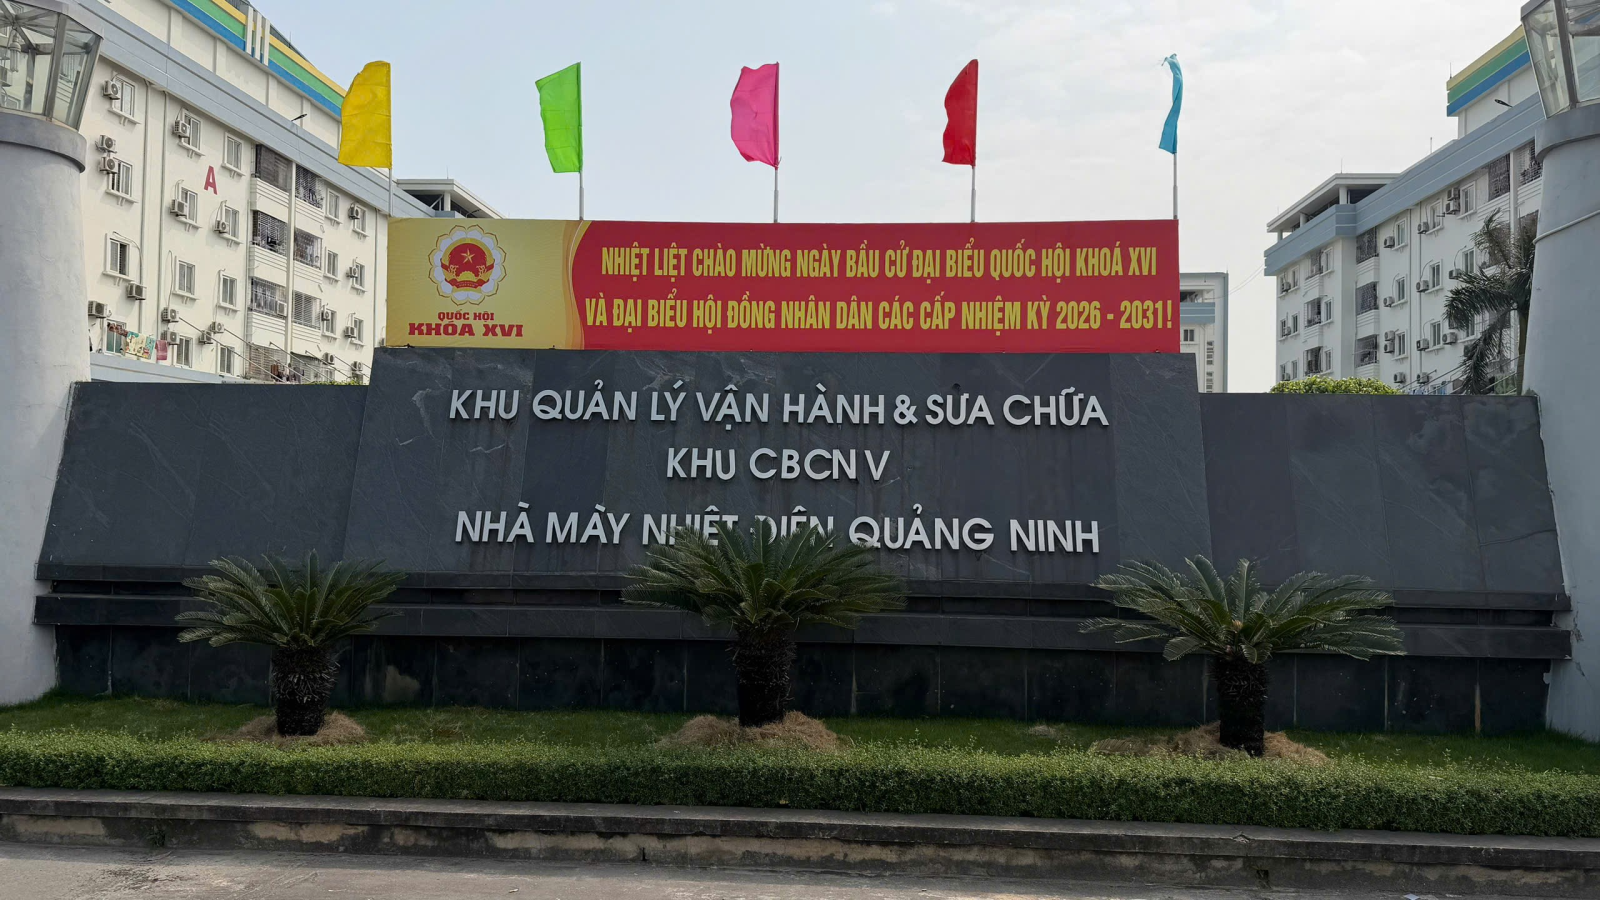 A
QUỐC HỘI
KHÓA XVI
NHIỆT LIỆT CHÀO MỪNG NGÀY BẦU CỬ ĐẠI BIỂU QUỐC HỘI KHOÁ XVI
VÀ ĐẠI BIỂU HỘI ĐỒNG NHÂN DÂN CÁC CẤP NHIỆM KỲ 2026 - 2031!
KHU QUẢN LÝ VẬN HÀNH & SỬA CHỮA
KHU CBCNV
NHÀ MÁY NHIỆT ĐIỆN QUẢNG NINH